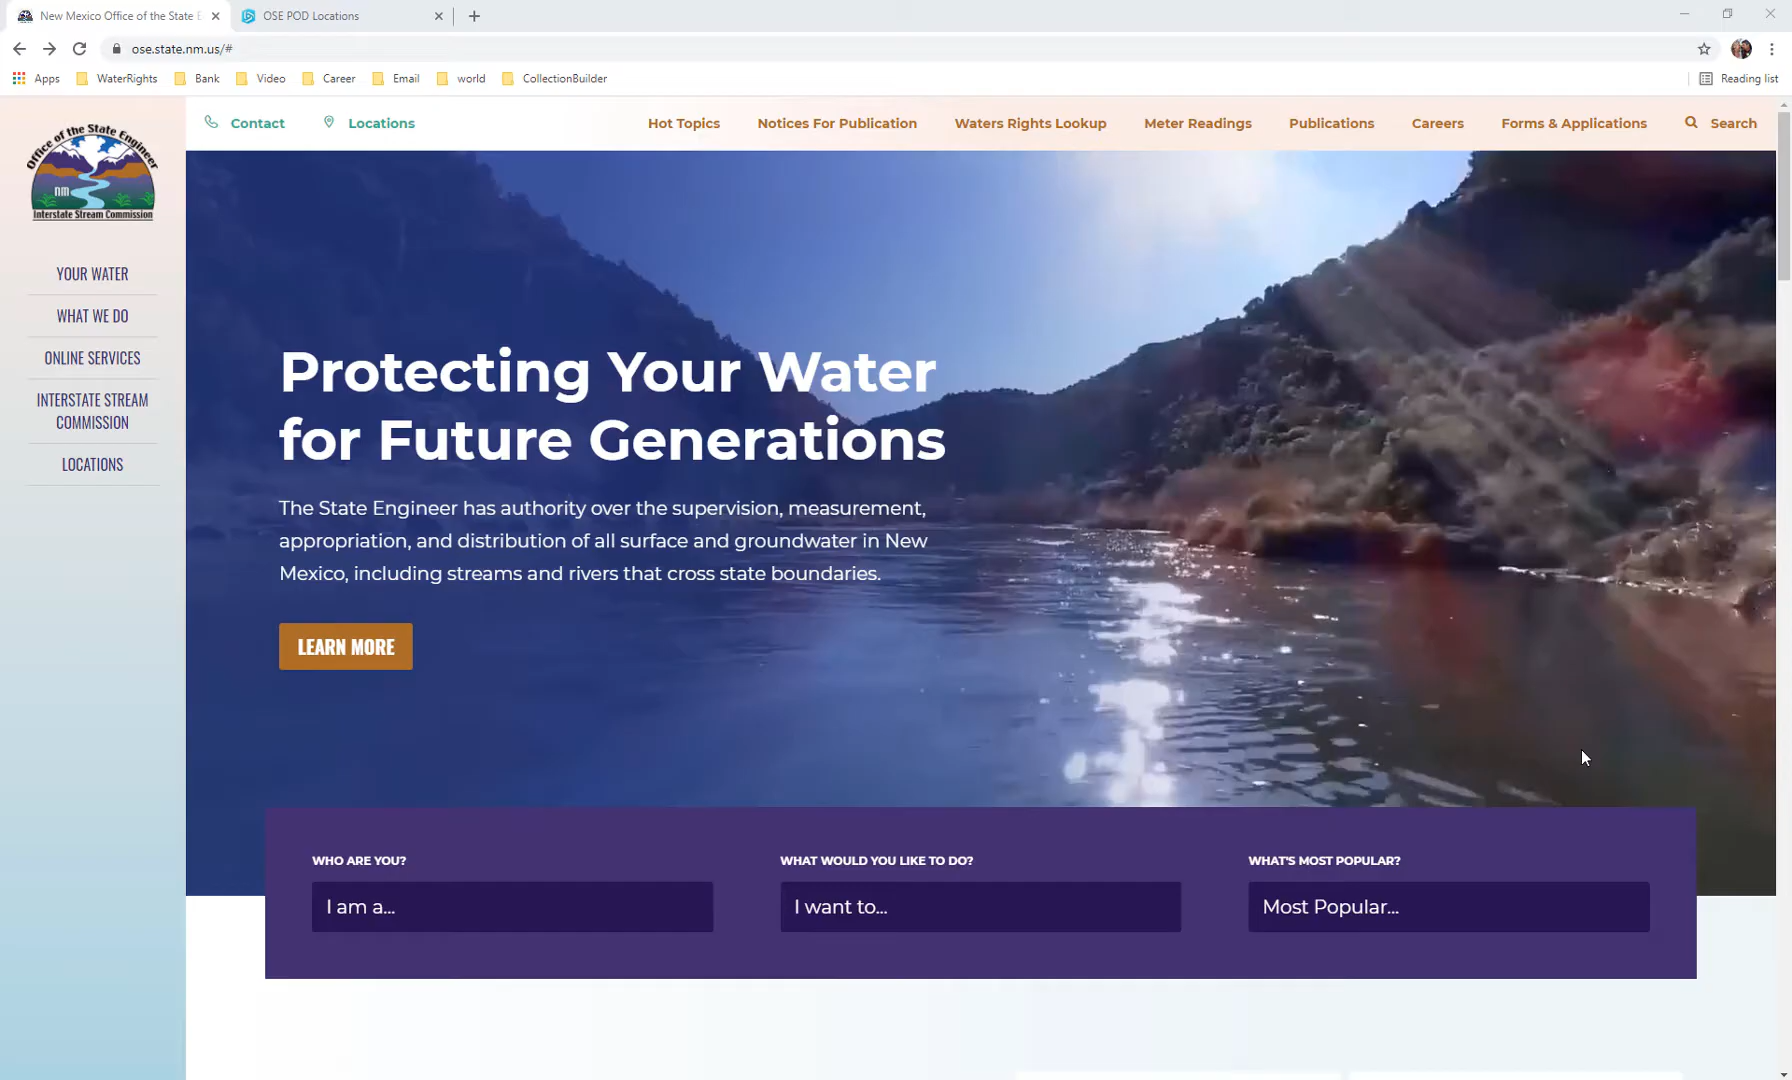 New Mexico Office of the State E
OSE POD Locations
ose.state.nm.us/#
Apps
WaterRights
Bank
Video
Career
Email
world
CollectionBuilder
Reading list
Office of the State Engineer
nm
Interstate Stream Commission
Contact
Locations
Hot Topics
Notices For Publication
Waters Rights Lookup
Meter Readings
Publications
Careers
Forms & Applications
Search
YOUR WATER
WHAT WE DO
ONLINE SERVICES
INTERSTATE STREAM
COMMISSION
LOCATIONS
Protecting Your Water
for Future Generations
The State Engineer has authority over the supervision, measurement,
appropriation, and distribution of all surface and groundwater in New
Mexico, including streams and rivers that cross state boundaries.
LEARN MORE
WHO ARE YOU?
I am a...
WHAT WOULD YOU LIKE TO DO?
I want to...
WHAT'S MOST POPULAR?
Most Popular...